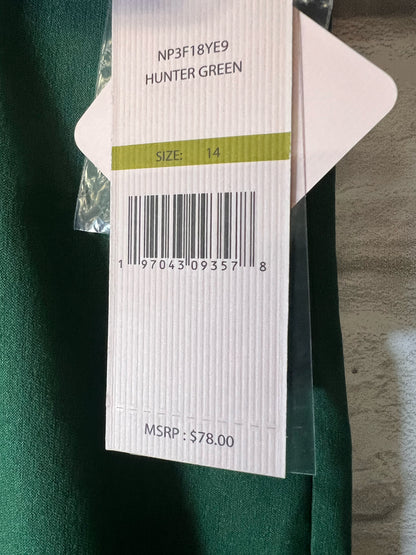 NP3F18YE9
HUNTER GREEN
SIZE: 14
1 97043 09357 8
MSRP : $78.00